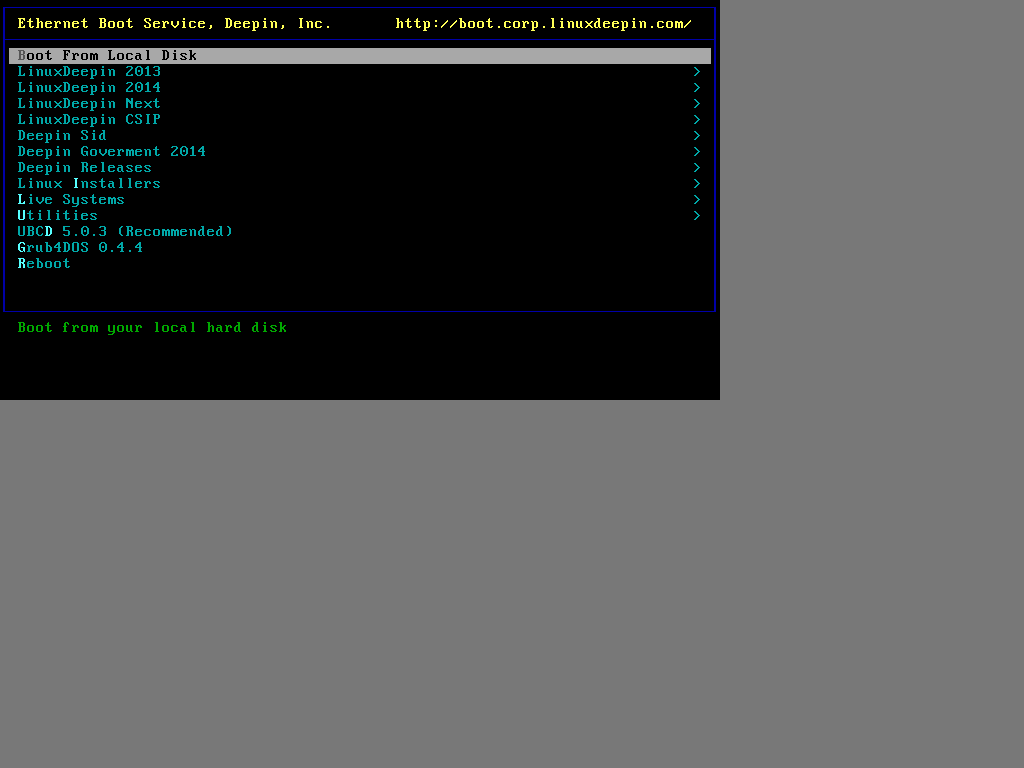 Ethernet Boot Service, Deepin, Inc. http://boot.corp.linuxdeepin.com/
Boot From Local Disk
LinuxDeepin 2013 >
LinuxDeepin 2014 >
LinuxDeepin Next >
LinuxDeepin CSIP >
Deepin Sid >
Deepin Goverment 2014 >
Deepin Releases >
Linux Installers >
Live Systems >
Utilities >
UBCD 5.0.3 (Recommended)
Grub4DOS 0.4.4
Reboot
Boot from your local hard disk